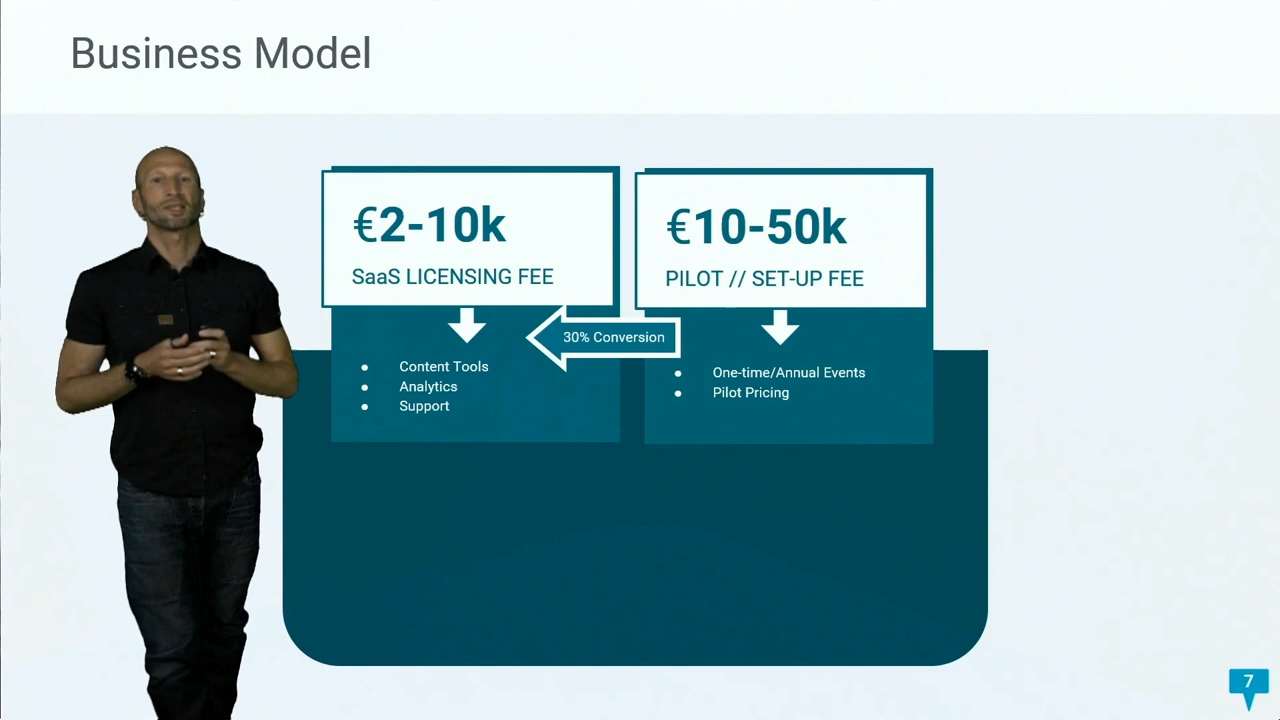 Business Model
€2-10k
SaaS LICENSING FEE
€10-50k
PILOT // SET-UP FEE
30% Conversion
Content Tools
Analytics
Support
One-time/Annual Events
Pilot Pricing
7